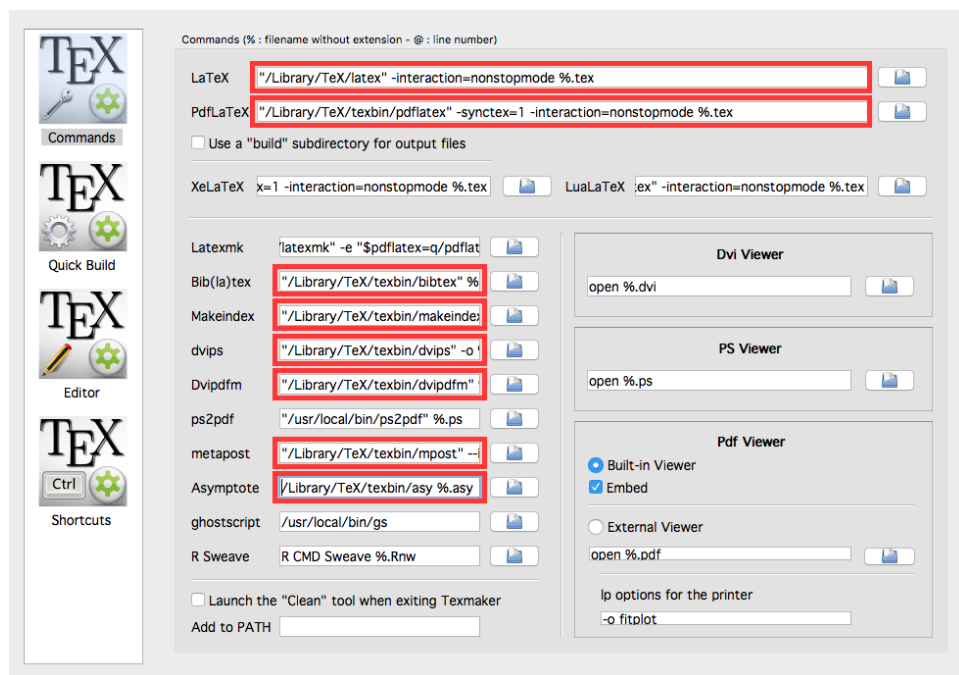 Commands (% : filename without extension - @ : line number)
TEX
Commands
TEX
Quick Build
TEX
Editor
TEX
Ctrl
Shortcuts
LaTeX "/Library/TeX/latex" -interaction=nonstopmode %.tex
PdfLaTeX "/Library/TeX/texbin/pdflatex" -synctex=1 -interaction=nonstopmode %.tex
Use a "build" subdirectory for output files
XeLaTeX x=1 -interaction=nonstopmode %.tex LuaLaTeX :ex" -interaction=nonstopmode %.tex
Latexmk 'latexmk" -e "$pdflatex=q/pdflat
Bib(la)tex "/Library/TeX/texbin/bibtex" %
Makeindex "/Library/TeX/texbin/makeindex
dvips "/Library/TeX/texbin/dvips" -o
Dvipdfm "/Library/TeX/texbin/dvipdfm"
ps2pdf "/usr/local/bin/ps2pdf" %.ps
metapost "/Library/TeX/texbin/mpost" --i
Asymptote /Library/TeX/texbin/asy %.asy
ghostscript /usr/local/bin/gs
R Sweave R CMD Sweave %.Rnw
Launch the "Clean" tool when exiting Texmaker
Add to PATH
Dvi Viewer
open %.dvi
PS Viewer
open %.ps
Pdf Viewer
Built-in Viewer
Embed
External Viewer
open %.pdf
lp options for the printer
-o fitplot